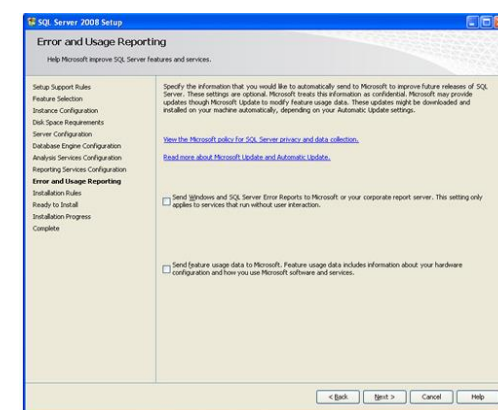 SQL Server 2008 Setup
Error and Usage Reporting
Help Microsoft improve SQL Server features and services.
Setup Support Rules
Feature Selection
Instance Configuration
Disk Space Requirements
Server Configuration
Database Engine Configuration
Analysis Services Configuration
Reporting Services Configuration
Error and Usage Reporting
Installation Rules
Ready to Install
Installation Progress
Complete
Specify the information that you would like to automatically send to Microsoft to improve future releases of SQL
Server. These settings are optional. Microsoft treats this information as confidential. Microsoft may provide
updates though Microsoft Update to modify feature usage data. These updates might be downloaded and
installed on your machine automatically, depending on your Automatic Update settings.
View the Microsoft policy for SQL Server privacy and data collection.
Read more about Microsoft Update and Automatic Update.
Send Windows and SQL Server Error Reports to Microsoft or your corporate report server. This setting only
applies to services that run without user interaction.
Send feature usage data to Microsoft. Feature usage data includes information about your hardware
configuration and how you use Microsoft software and services.
< Back
Next >
Cancel
Help